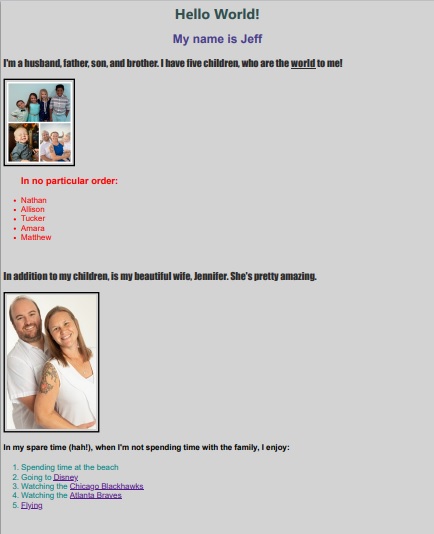 Hello World!
My name is Jeff
I'm a husband, father, son, and brother. I have five children, who are the world to me!
In no particular order:
• Nathan
• Allison
• Tucker
• Amara
• Matthew
In addition to my children, is my beautiful wife, Jennifer. She's pretty amazing.
In my spare time (hah!), when I'm not spending time with the family, I enjoy:
1. Spending time at the beach
2. Going to Disney
3. Watching the Chicago Blackhawks
4. Watching the Atlanta Braves
5. Flying